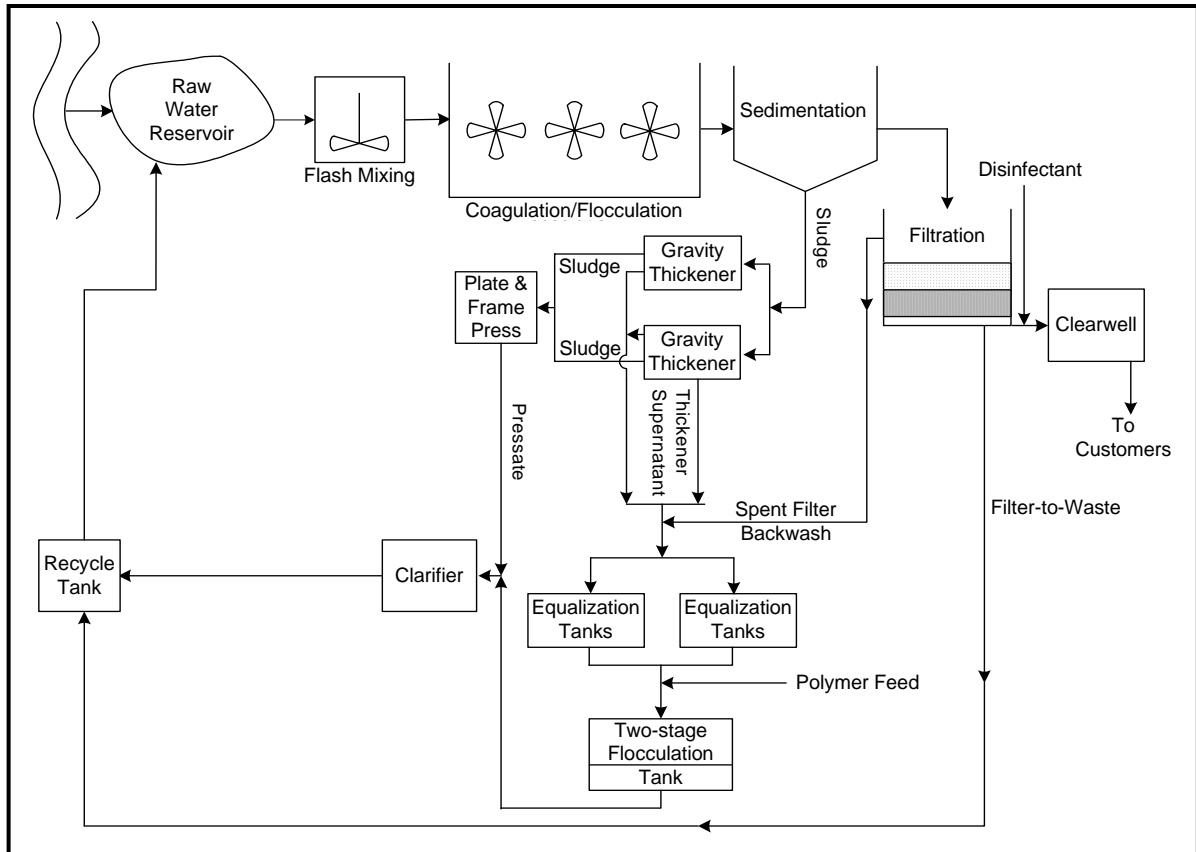 Raw
Water
Reservoir
Flash Mixing
Coagulation/Flocculation
Sedimentation
Disinfectant
Filtration
Sludge
Clearwell
To
Customers
Gravity
Thickener
Sludge
Plate &
Frame
Press
Gravity
Thickener
Sludge
Thickener
Supernatant
Pressate
Spent Filter
Backwash
Filter-to-Waste
Recycle
Tank
Clarifier
Equalization
Tanks
Equalization
Tanks
Polymer Feed
Two-stage
Flocculation
Tank